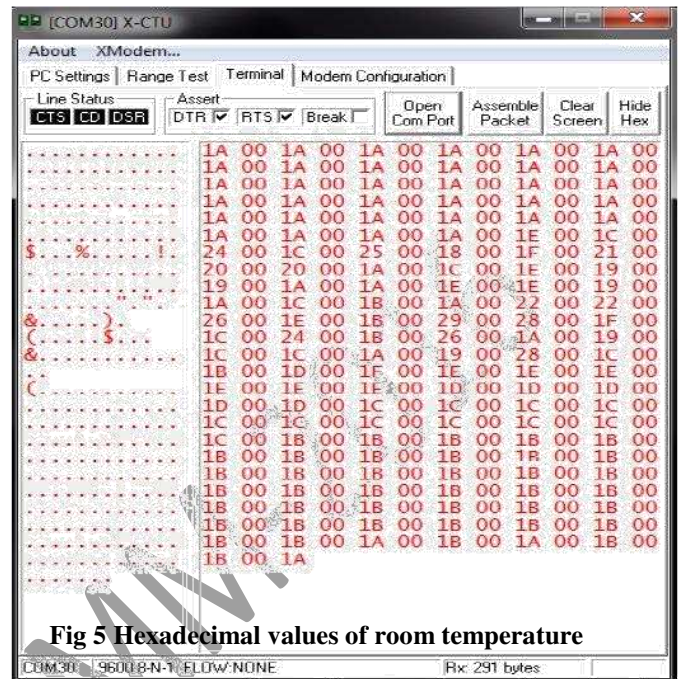 [COM30] X-CTU
About XModem...
PC Settings Range Test Terminal Modem Configuration
Line Status Assert
CTS CD DSR DTR RTS Break Open Com Port Assemble Packet Clear Screen Hide Hex
1A 00 1A 00 1A 00 1A 00 1A 00 1A 00
1A 00 1A 00 1A 00 1A 00 1A 00 1A 00
1A 00 1A 00 1A 00 1A 00 1A 00 1A 00
1A 00 1A 00 1A 00 1A 00 1A 00 1A 00
1A 00 1A 00 1A 00 1A 00 1A 00 1A 00
1A 00 1A 00 1A 00 1A 00 1E 00 1C 00
$...%.......!. 24 00 1C 00 25 00 18 00 1F 00 21 00
20 00 20 00 1A 00 1C 00 1E 00 19 00
19 00 1A 00 1A 00 1E 00 1E 00 19 00
1A 00 1C 00 1B 00 1A 00 22 00 22 00
26 00 1E 00 1B 00 29 00 28 00 1F 00
1C 00 24 00 1B 00 26 00 1A 00 19 00
1C 00 1C 00 1A 00 19 00 28 00 1C 00
1B 00 1D 00 1E 00 1E 00 1E 00 1E 00
1E 00 1E 00 1E 00 1D 00 1D 00 1D 00
1D 00 1D 00 1C 00 1C 00 1C 00 1C 00
1C 00 1C 00 1C 00 1C 00 1C 00 1C 00
1C 00 1B 00 1B 00 1B 00 1B 00 1B 00
1B 00 1B 00 1B 00 1B 00 1B 00 1B 00
1B 00 1B 00 1B 00 1B 00 1B 00 1B 00
1B 00 1B 00 1B 00 1B 00 1B 00 1B 00
1B 00 1B 00 1B 00 1B 00 1B 00 1B 00
1B 00 1B 00 1B 00 1B 00 1B 00 1B 00
1B 00 1B 00 1A 00 1B 00 1A 00 1B 00
1B 00 1A
Fig 5 Hexadecimal values of room temperature
COM30 9600 8-N-1 FLOW:NONE Rx: 291 bytes